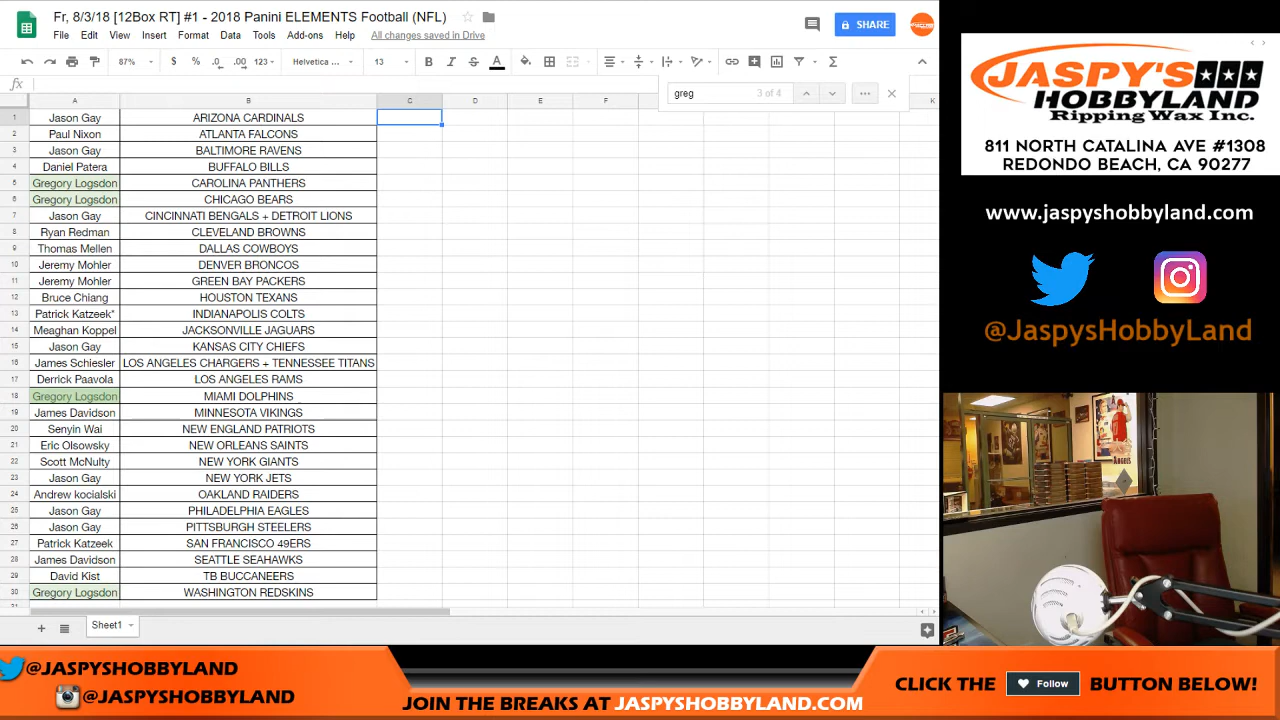 Fr, 8/3/18 [12Box RT] #1 - 2018 Panini ELEMENTS Football (NFL)
File Edit View Insert Format Data Tools Add-ons Help All changes saved in Drive
SHARE
87% $ % .0 .00 123 Helvetica ... 13 B I S A
fx
greg 3 of 4
A B C D E F K
1 Jason Gay ARIZONA CARDINALS
2 Paul Nixon ATLANTA FALCONS
3 Jason Gay BALTIMORE RAVENS
4 Daniel Patera BUFFALO BILLS
5 Gregory Logsdon CAROLINA PANTHERS
6 Gregory Logsdon CHICAGO BEARS
7 Jason Gay CINCINNATI BENGALS + DETROIT LIONS
8 Ryan Redman CLEVELAND BROWNS
9 Thomas Mellen DALLAS COWBOYS
10 Jeremy Mohler DENVER BRONCOS
11 Jeremy Mohler GREEN BAY PACKERS
12 Bruce Chiang HOUSTON TEXANS
13 Patrick Katzeek* INDIANAPOLIS COLTS
14 Meaghan Koppel JACKSONVILLE JAGUARS
15 Jason Gay KANSAS CITY CHIEFS
16 James Schiesler LOS ANGELES CHARGERS + TENNESSEE TITANS
17 Derrick Paavola LOS ANGELES RAMS
18 Gregory Logsdon MIAMI DOLPHINS
19 James Davidson MINNESOTA VIKINGS
20 Senyin Wai NEW ENGLAND PATRIOTS
21 Eric Olsowsky NEW ORLEANS SAINTS
22 Scott McNulty NEW YORK GIANTS
23 Jason Gay NEW YORK JETS
24 Andrew kocialski OAKLAND RAIDERS
25 Jason Gay PHILADELPHIA EAGLES
26 Jason Gay PITTSBURGH STEELERS
27 Patrick Katzeek SAN FRANCISCO 49ERS
28 James Davidson SEATTLE SEAHAWKS
29 David Kist TB BUCCANEERS
30 Gregory Logsdon WASHINGTON REDSKINS
Sheet1
JASPY'S
HOBBYLAND
Ripping Wax Inc.
811 NORTH CATALINA AVE #1308
REDONDO BEACH, CA 90277
www.jaspyshobbyland.com
@JaspysHobbyLand
ANGELS
@JASPYSHOBBYLAND
@JASPYSHOBBYLAND
JOIN THE BREAKS AT JASPYSHOBBYLAND.COM
CLICK THE Follow BUTTON BELOW!